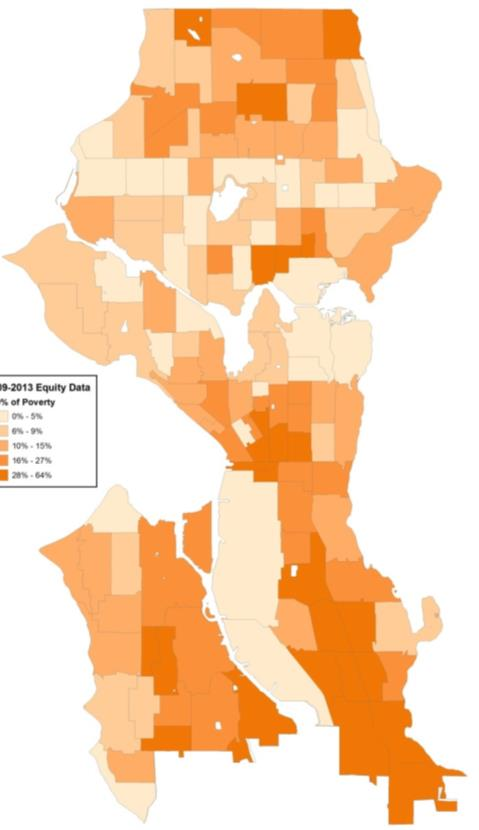 09-2013 Equity Data
% of Poverty
0% - 5%
6% - 9%
10% - 15%
16% - 27%
28% - 64%